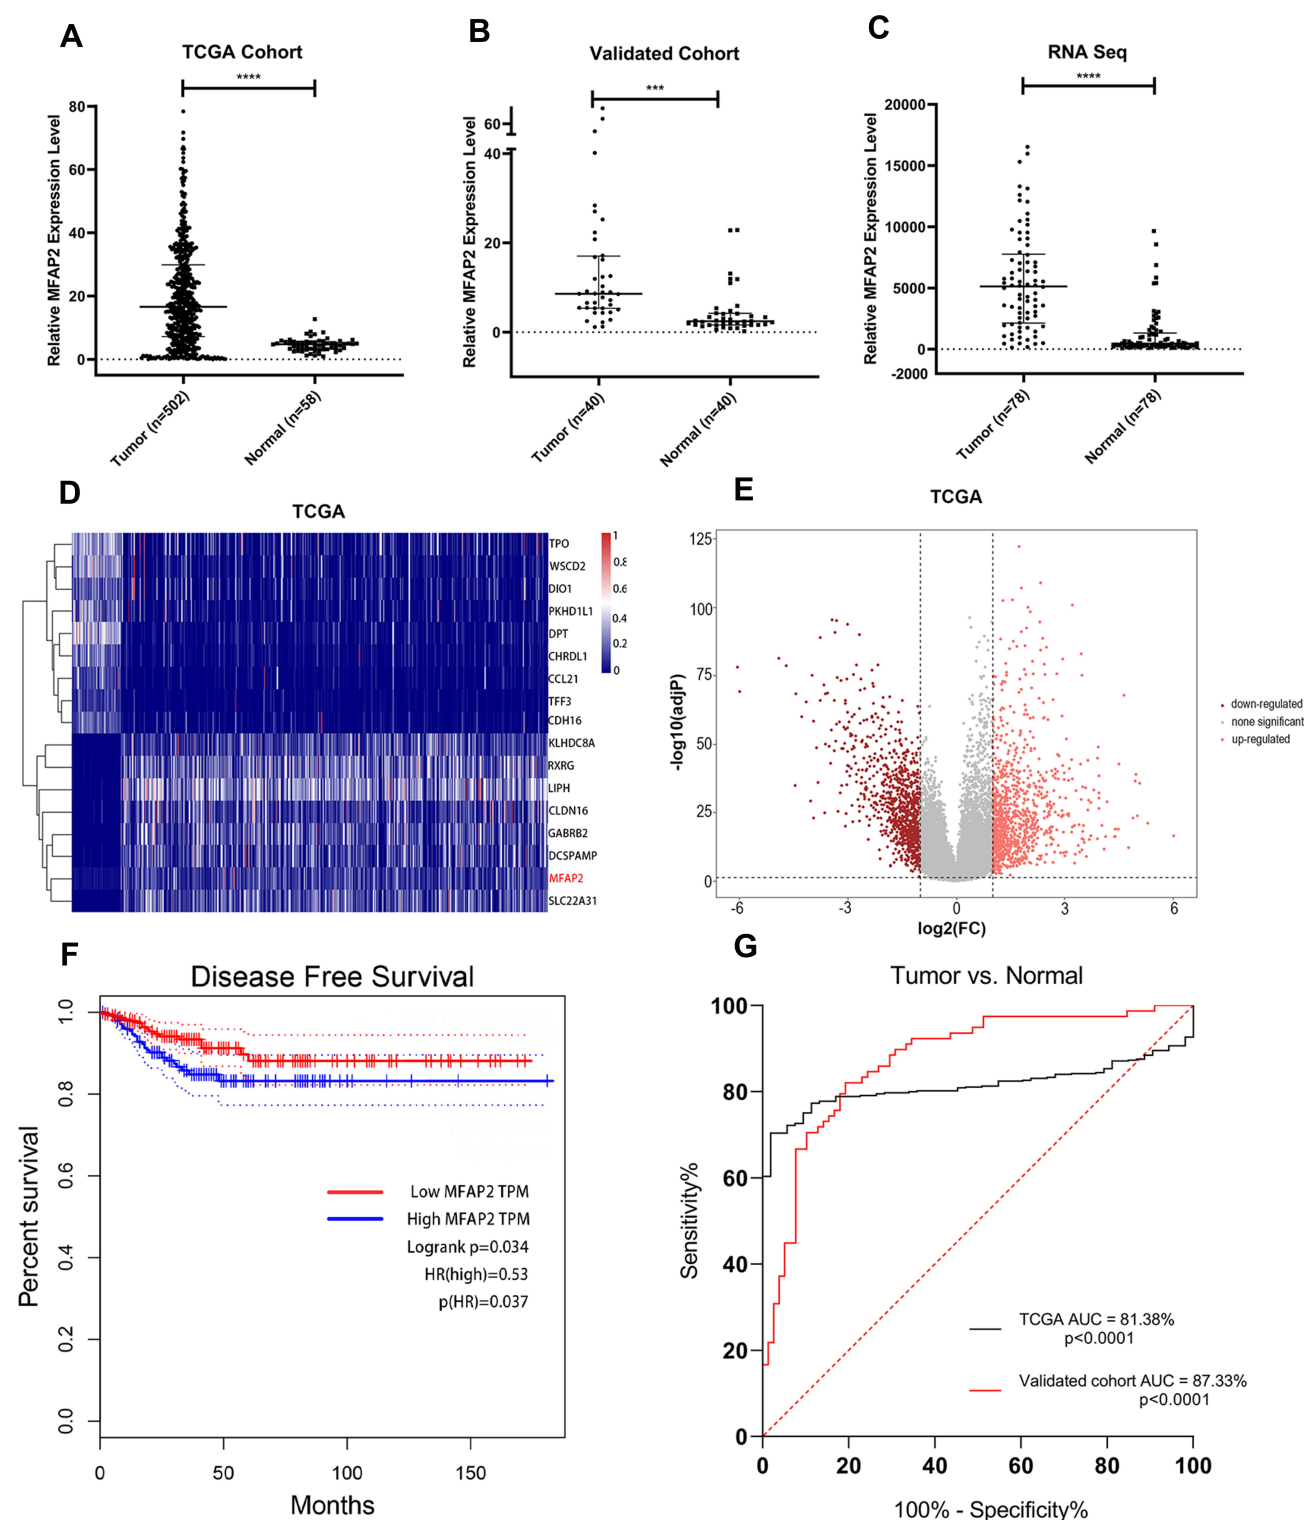 A
TCGA Cohort
****
Relative MFAP2 Expression Level
80
60
40
20
0
Tumor (n=502)
Normal (n=58)
B
Validated Cohort
***
Relative MFAP2 Expression Level
60
40
20
0
Tumor (n=40)
Normal (n=40)
C
RNA Seq
****
Relative MFAP2 Expression Level
20000
15000
10000
5000
0
-2000
Tumor (n=78)
Normal (n=78)
D
TCGA
TPO
WSCD2
DIO1
PKHD1L1
DPT
CHRDL1
CCL21
TFF3
CDH16
KLHDC8A
RXRG
LIPH
CLDN16
GABRB2
DCSPAMP
MFAP2
SLC22A31
1
0.8
0.6
0.4
0.2
0
E
TCGA
-log10(adjP)
125
100
75
50
25
0
-6
-3
0
3
6
log2(FC)
down-regulated
none significant
up-regulated
F
Disease Free Survival
Percent survival
1.0
0.8
0.6
0.4
0.2
0.0
Low MFAP2 TPM
High MFAP2 TPM
Logrank p=0.034
HR(high)=0.53
p(HR)=0.037
0
50
100
150
Months
G
Tumor vs. Normal
Sensitivity%
100
80
60
40
20
0
TCGA AUC = 81.38%
p<0.0001
Validated cohort AUC = 87.33%
p<0.0001
0
20
40
60
80
100
100% - Specificity%